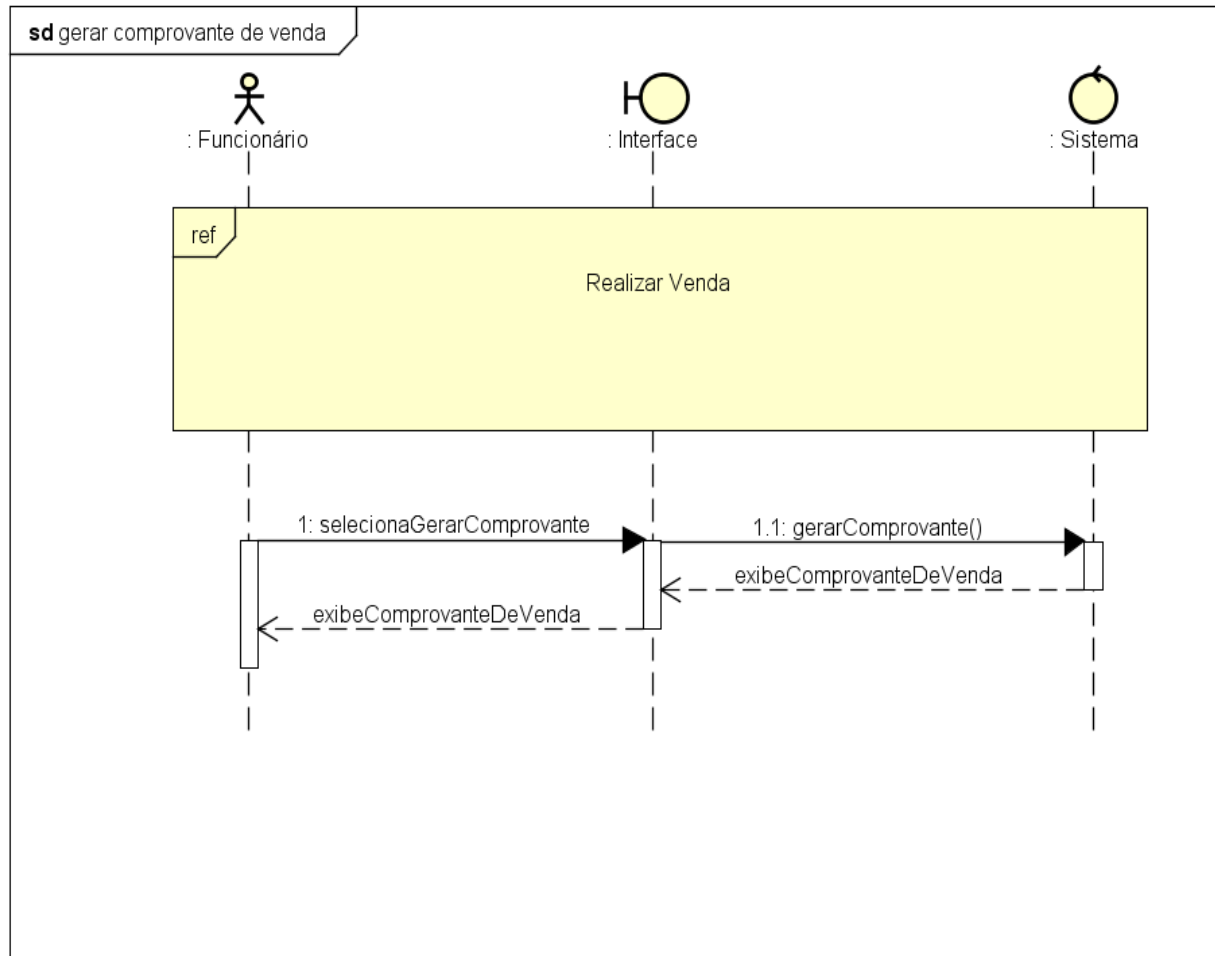 sd gerar comprovante de venda
: Funcionário
: Interface
: Sistema
ref
Realizar Venda
1: selecionaGerarComprovante
1.1: gerarComprovante()
exibeComprovanteDeVenda
exibeComprovanteDeVenda